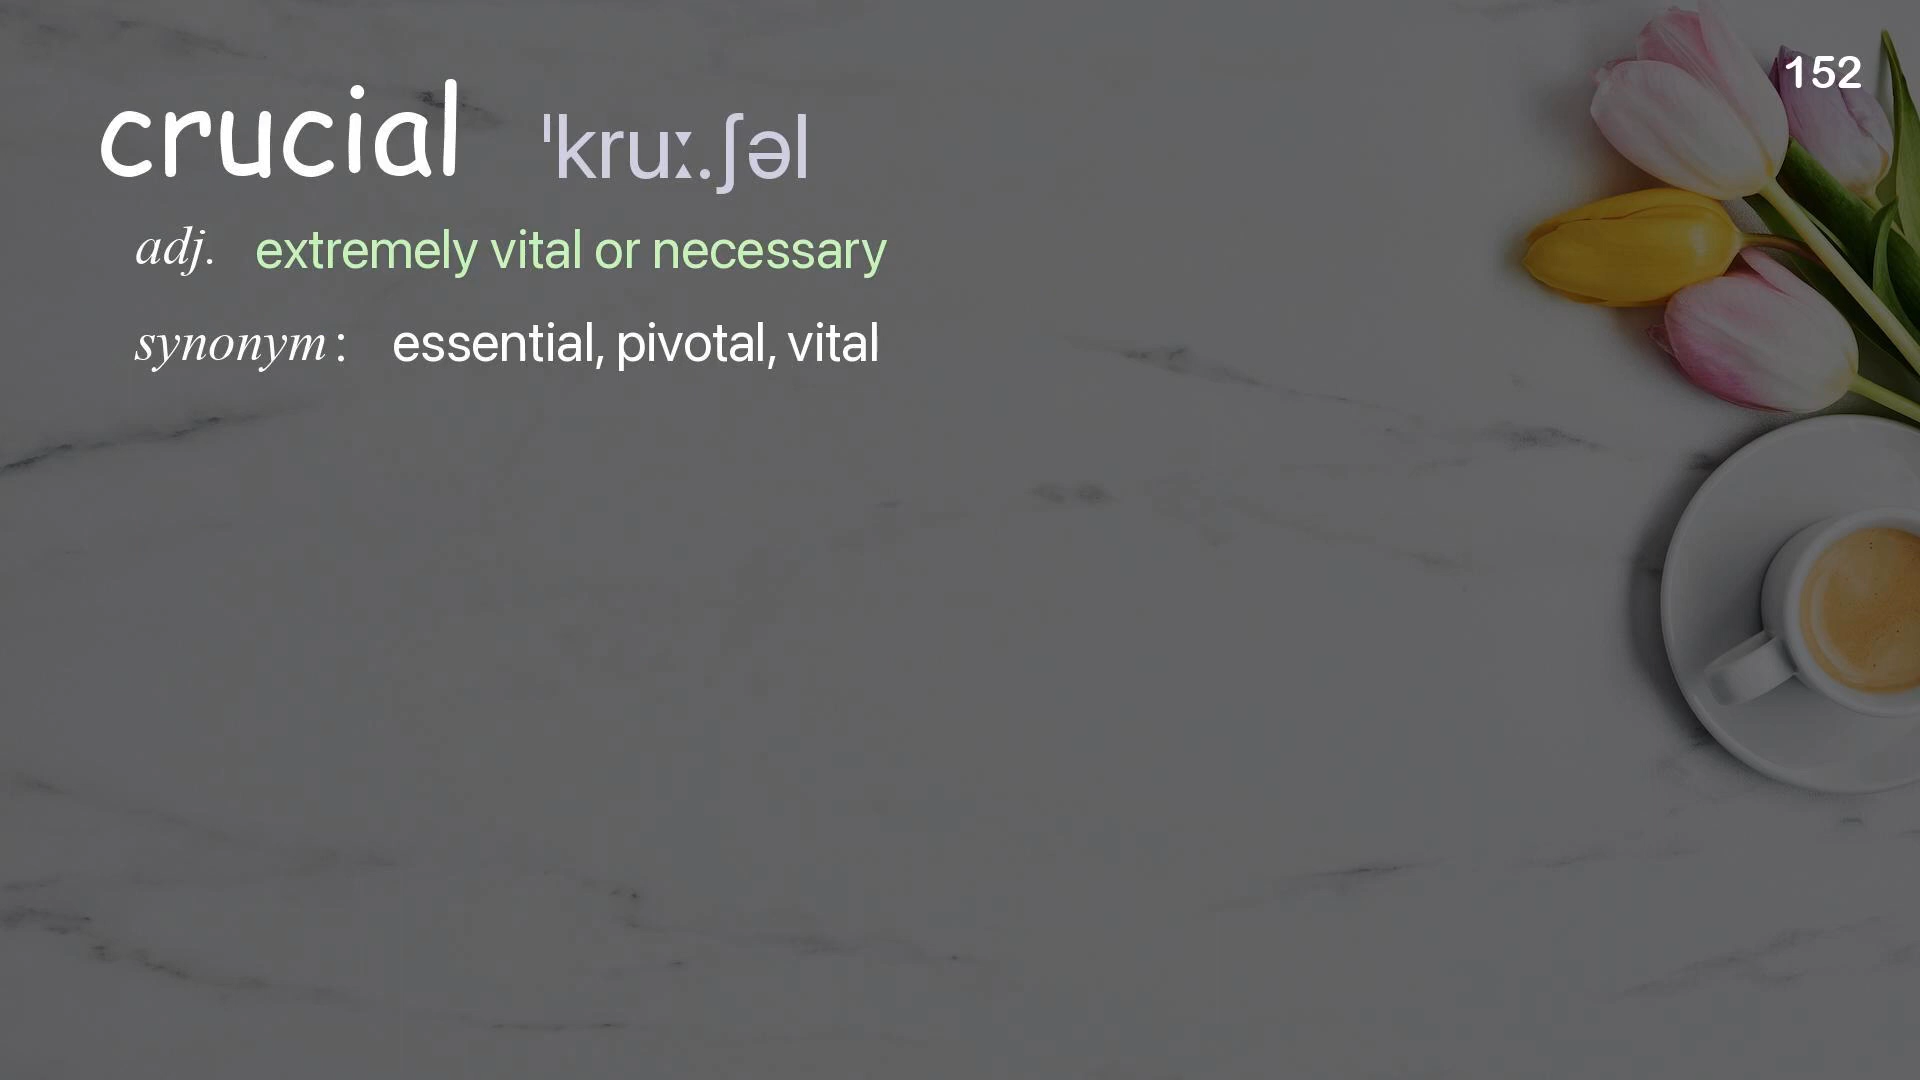 152
crucial ˈkruː.ʃəl
adj. extremely vital or necessary
synonym: essential, pivotal, vital